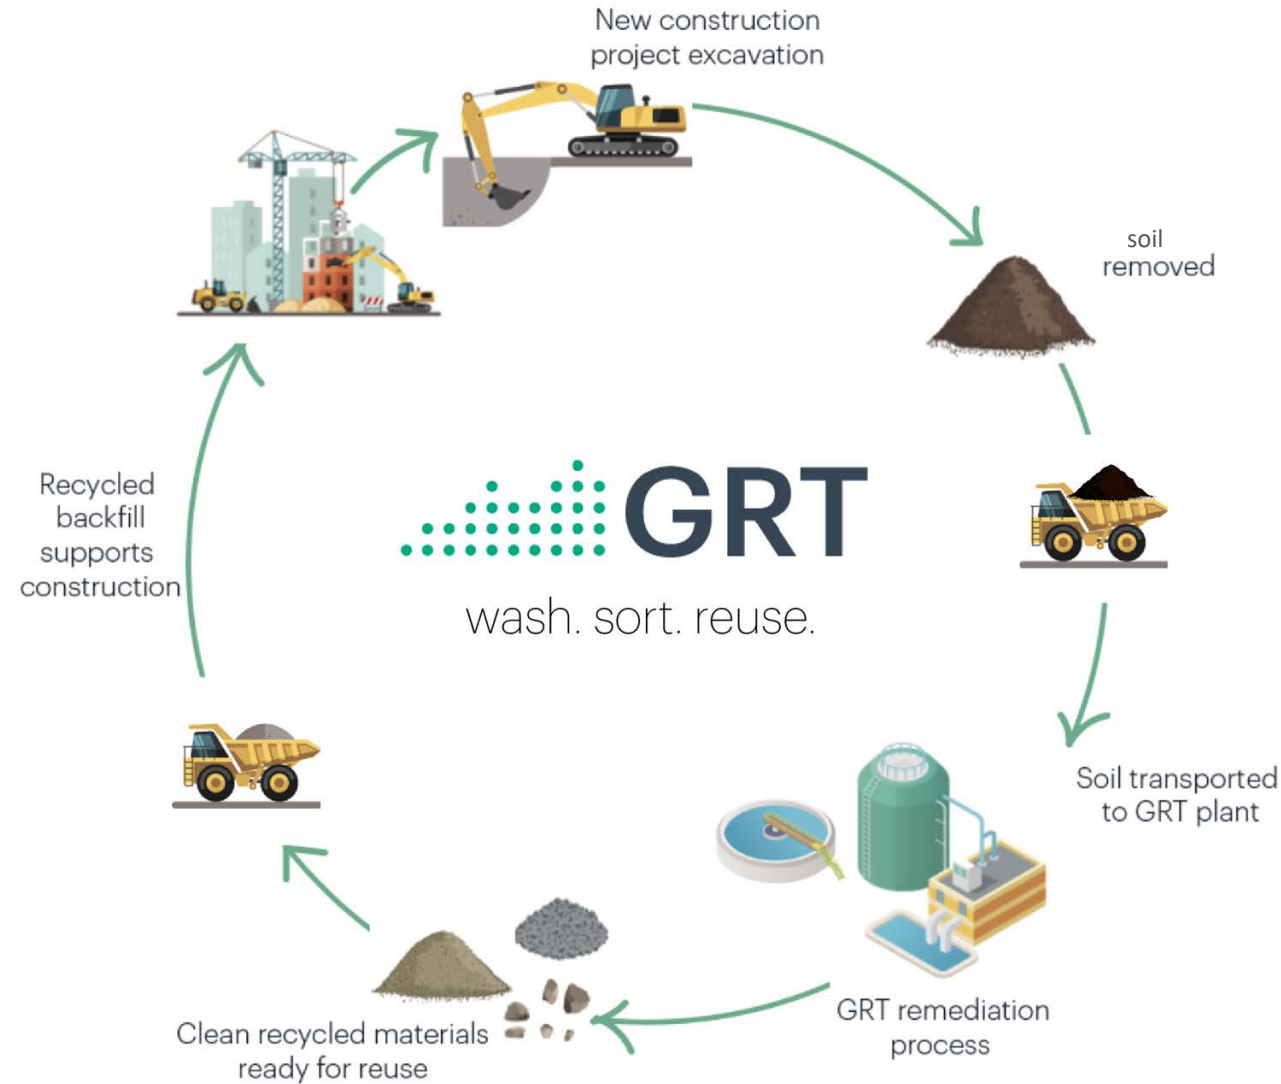 New construction
project excavation
soil
removed
Soil transported
to GRT plant
GRT remediation
process
Clean recycled materials
ready for reuse
Recycled
backfill
supports
construction
GRT
wash. sort. reuse.